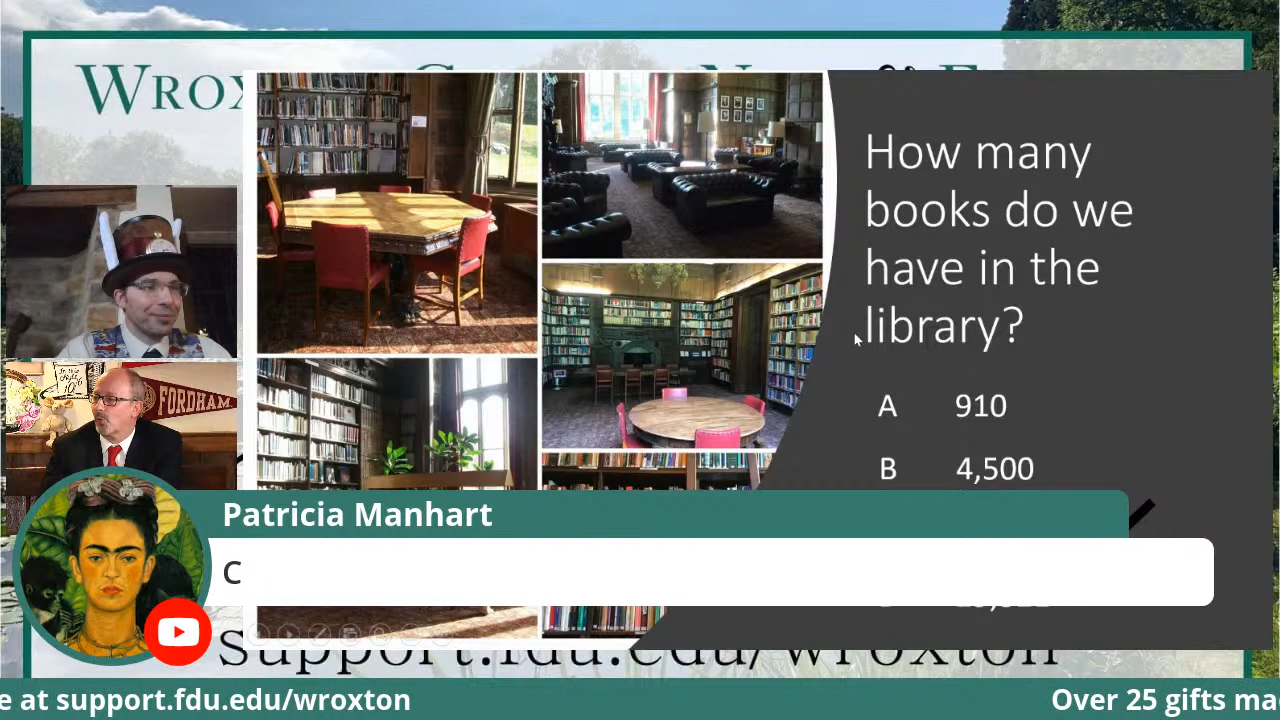 How many
books do we
have in the
library?
A 910
B 4,500
FORDHAM
Patricia Manhart
C
support.fdu.edu/wroxton
e at support.fdu.edu/wroxton
Over 25 gifts ma